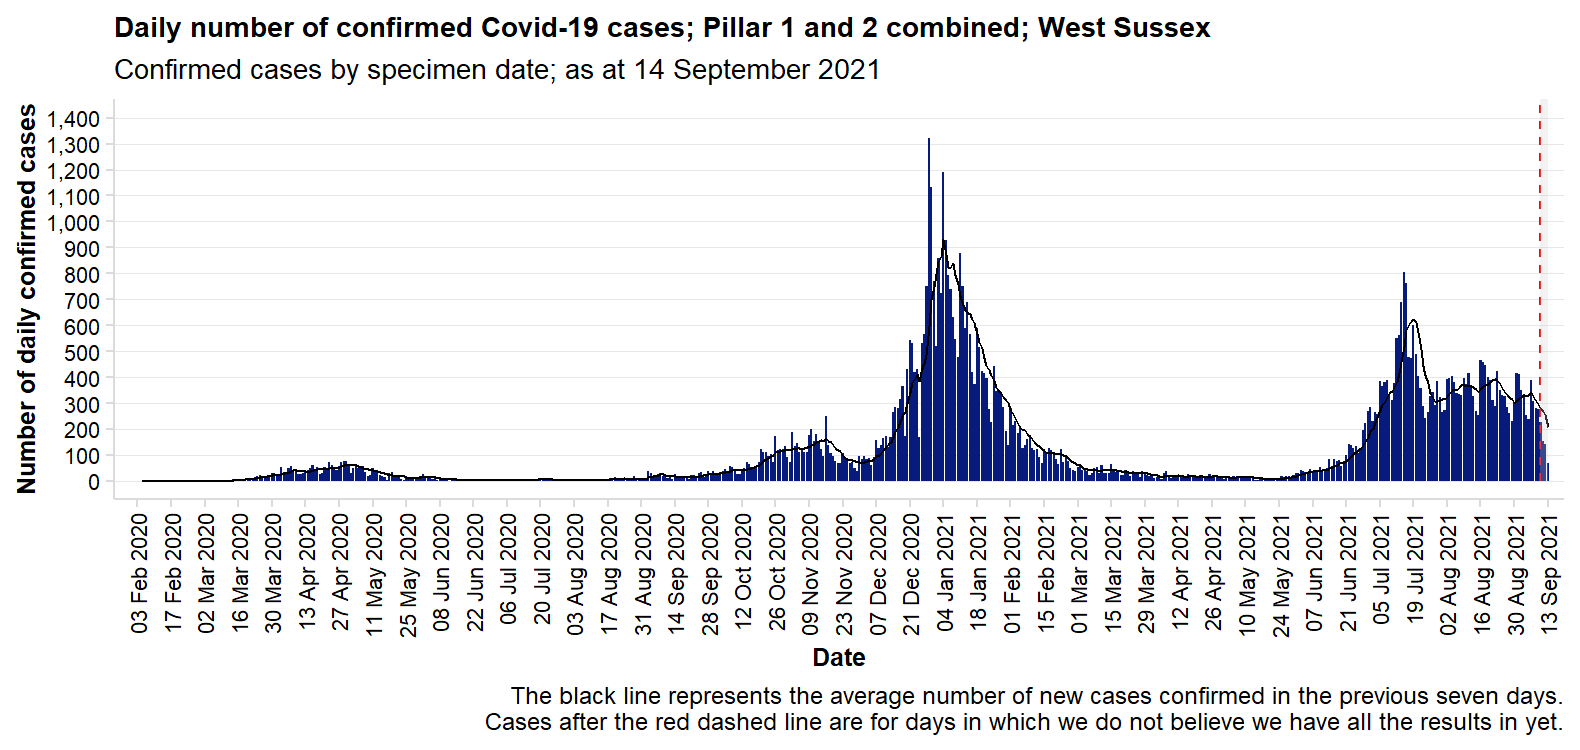 Daily number of confirmed Covid-19 cases; Pillar 1 and 2 combined; West Sussex
Confirmed cases by specimen date; as at 14 September 2021
Number of daily confirmed cases
1,400
1,300
1,200
1,100
1,000
900
800
700
600
500
400
300
200
100
0
03 Feb 2020
17 Feb 2020
02 Mar 2020
16 Mar 2020
30 Mar 2020
13 Apr 2020
27 Apr 2020
11 May 2020
25 May 2020
08 Jun 2020
22 Jun 2020
06 Jul 2020
20 Jul 2020
03 Aug 2020
17 Aug 2020
31 Aug 2020
14 Sep 2020
28 Sep 2020
12 Oct 2020
26 Oct 2020
09 Nov 2020
23 Nov 2020
07 Dec 2020
21 Dec 2020
04 Jan 2021
18 Jan 2021
01 Feb 2021
15 Feb 2021
01 Mar 2021
15 Mar 2021
29 Mar 2021
12 Apr 2021
26 Apr 2021
10 May 2021
24 May 2021
07 Jun 2021
21 Jun 2021
05 Jul 2021
19 Jul 2021
02 Aug 2021
16 Aug 2021
30 Aug 2021
13 Sep 2021
Date
The black line represents the average number of new cases confirmed in the previous seven days.
Cases after the red dashed line are for days in which we do not believe we have all the results in yet.